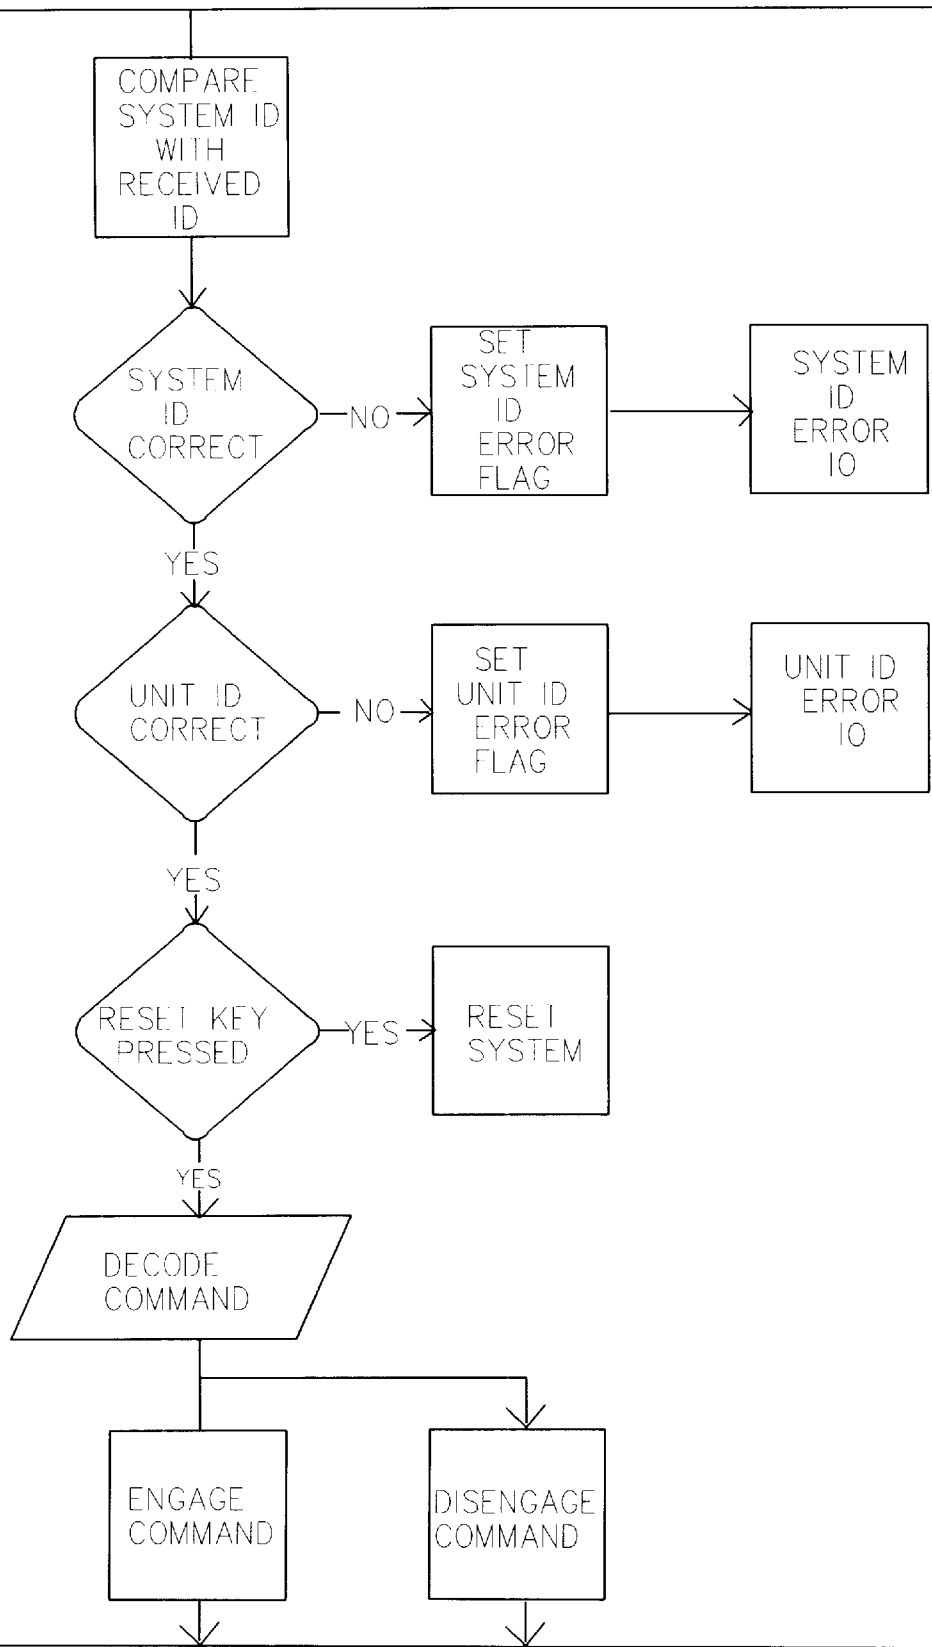 COMPARE
SYSTEM ID
WITH
RECEIVED
ID
SYSTEM
ID
CORRECT
NO
SET
SYSTEM
ID
ERROR
FLAG
SYSTEM
ID
ERROR
IO
YES
UNIT ID
CORRECT
NO
SET
UNIT ID
ERROR
FLAG
UNIT ID
ERROR
IO
YES
RESET KEY
PRESSED
YES
RESET
SYSTEM
YES
DECODE
COMMAND
ENGAGE
COMMAND
DISENGAGE
COMMAND